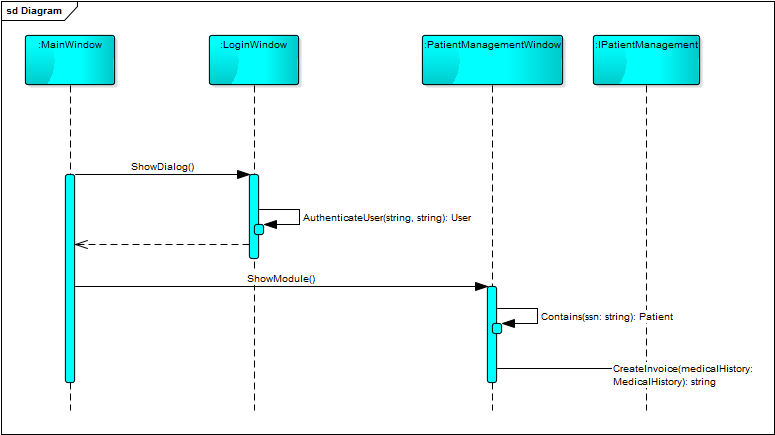 sd Diagram
:MainWindow
:LoginWindow
:PatientManagementWindow
:IPatientManagement
ShowDialog()
AuthenticateUser(string, string): User
ShowModule()
Contains(ssn: string): Patient
CreateInvoice(medicalHistory:
MedicalHistory): string